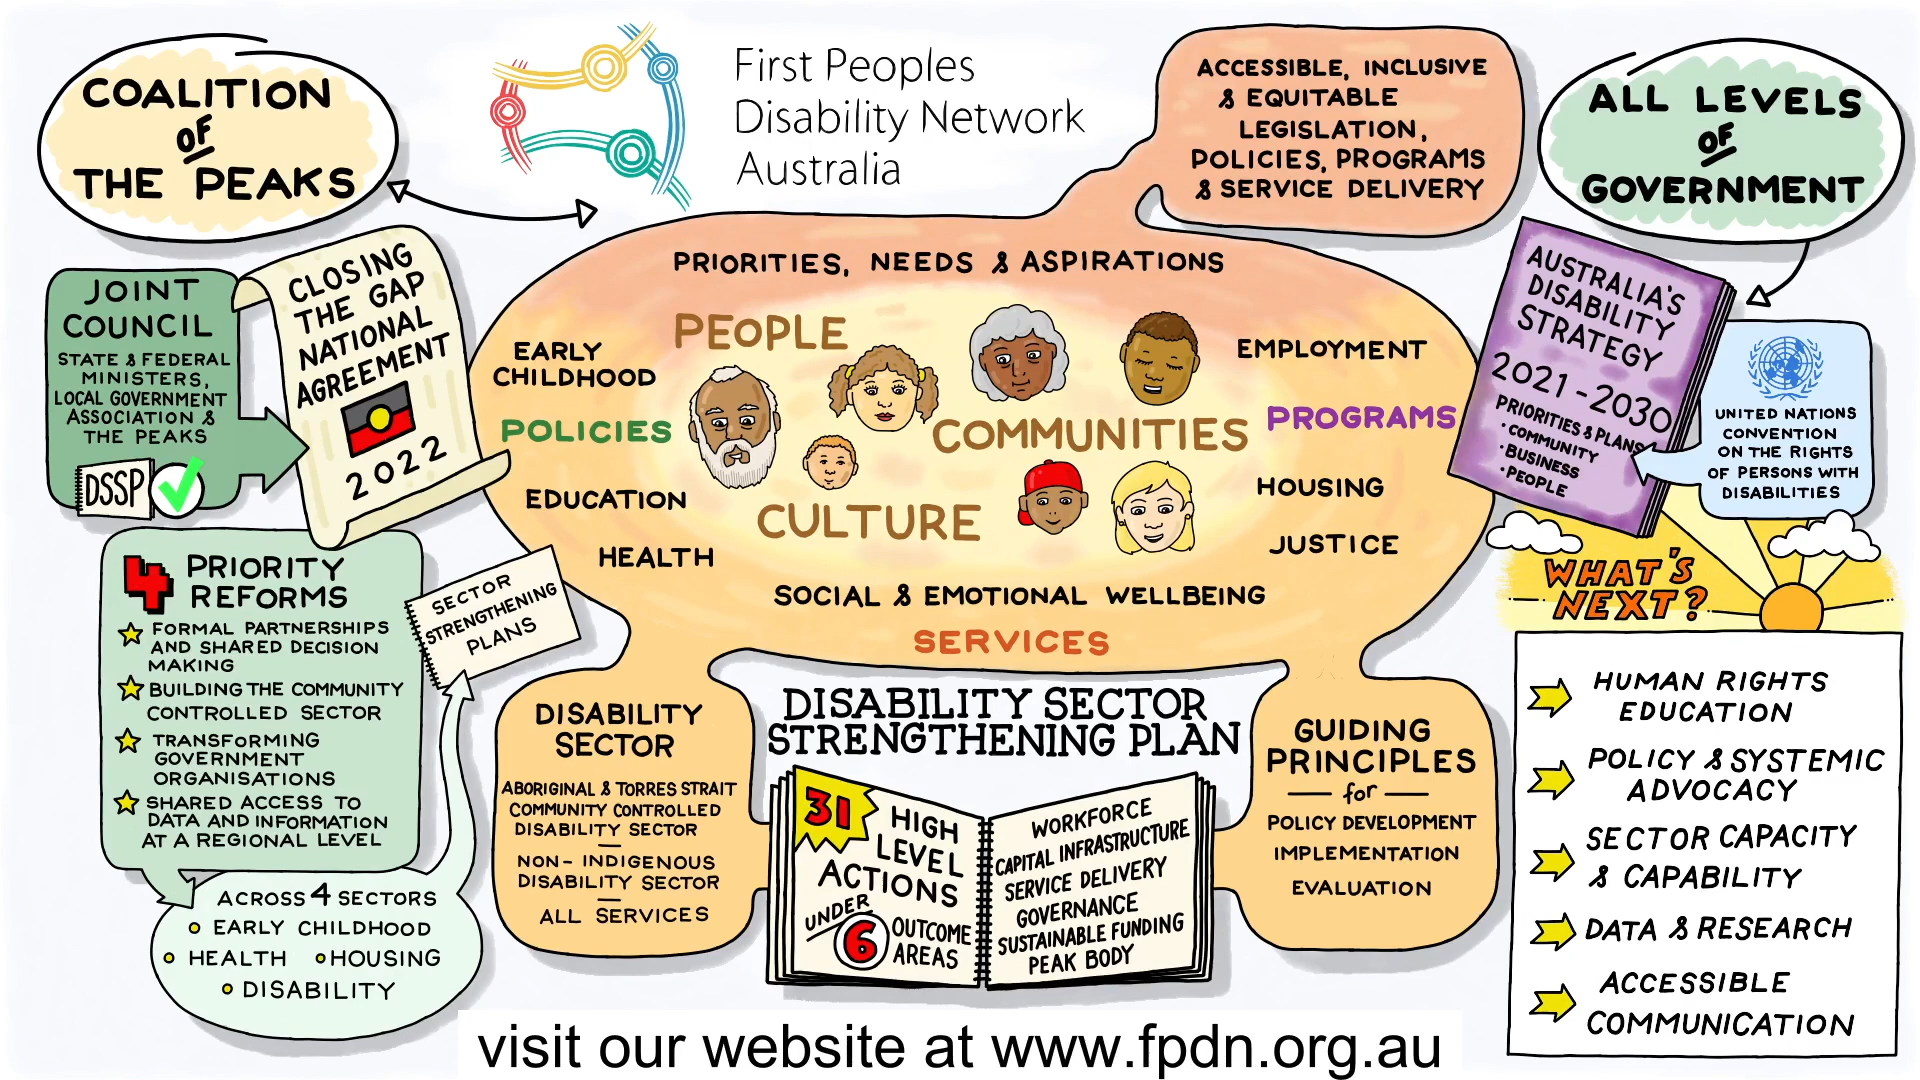 COALITION
OF
THE PEAKS
First Peoples
Disability Network
Australia
ACCESSIBLE, INCLUSIVE
& EQUITABLE
LEGISLATION,
POLICIES, PROGRAMS
& SERVICE DELIVERY
ALL LEVELS
OF
GOVERNMENT
JOINT
COUNCIL
STATE & FEDERAL
MINISTERS,
LOCAL GOVERNMENT
ASSOCIATION &
THE PEAKS
DSSP
CLOSING
THE GAP
NATIONAL
AGREEMENT
2022
PRIORITIES, NEEDS & ASPIRATIONS
PEOPLE
EARLY
CHILDHOOD
POLICIES
EDUCATION
HEALTH
COMMUNITIES
CULTURE
EMPLOYMENT
PROGRAMS
HOUSING
JUSTICE
SOCIAL & EMOTIONAL WELLBEING
SERVICES
AUSTRALIA'S
DISABILITY
STRATEGY
2021-2030
PRIORITIES & PLANS
• COMMUNITY
• BUSINESS
• PEOPLE
UNITED NATIONS
CONVENTION
ON THE RIGHTS
OF PERSONS WITH
DISABILITIES
4 PRIORITY
REFORMS
FORMAL PARTNERSHIPS
AND SHARED DECISION
MAKING
BUILDING THE COMMUNITY
CONTROLLED SECTOR
TRANSFORMING
GOVERNMENT
ORGANISATIONS
SHARED ACCESS TO
DATA AND INFORMATION
AT A REGIONAL LEVEL
SECTOR
STRENGTHENING
PLANS
ACROSS 4 SECTORS
EARLY CHILDHOOD
HEALTH HOUSING
DISABILITY
DISABILITY
SECTOR
ABORIGINAL & TORRES STRAIT
COMMUNITY CONTROLLED
DISABILITY SECTOR
—
NON-INDIGENOUS
DISABILITY SECTOR
—
ALL SERVICES
DISABILITY SECTOR
STRENGTHENING PLAN
31 HIGH
LEVEL
ACTIONS
UNDER
6 OUTCOME
AREAS
WORKFORCE
CAPITAL INFRASTRUCTURE
SERVICE DELIVERY
GOVERNANCE
SUSTAINABLE FUNDING
PEAK BODY
GUIDING
PRINCIPLES
— for —
POLICY DEVELOPMENT
IMPLEMENTATION
EVALUATION
WHAT'S
NEXT?
HUMAN RIGHTS
EDUCATION
POLICY & SYSTEMIC
ADVOCACY
SECTOR CAPACITY
& CAPABILITY
DATA & RESEARCH
ACCESSIBLE
COMMUNICATION
visit our website at www.fpdn.org.au